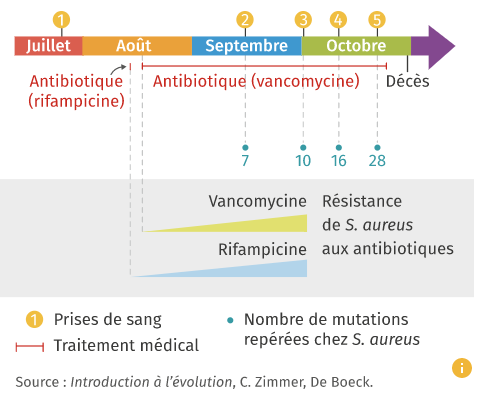 1 2 3 4 5
Juillet Août Septembre Octobre
Antibiotique (rifampicine)
Antibiotique (vancomycine)
Décès
7 10 16 28
Vancomycine
Rifampicine
Résistance
de S. aureus
aux antibiotiques
1 Prises de sang
Traitement médical
Nombre de mutations
repérées chez S. aureus
i
Source : Introduction à l'évolution, C. Zimmer, De Boeck.